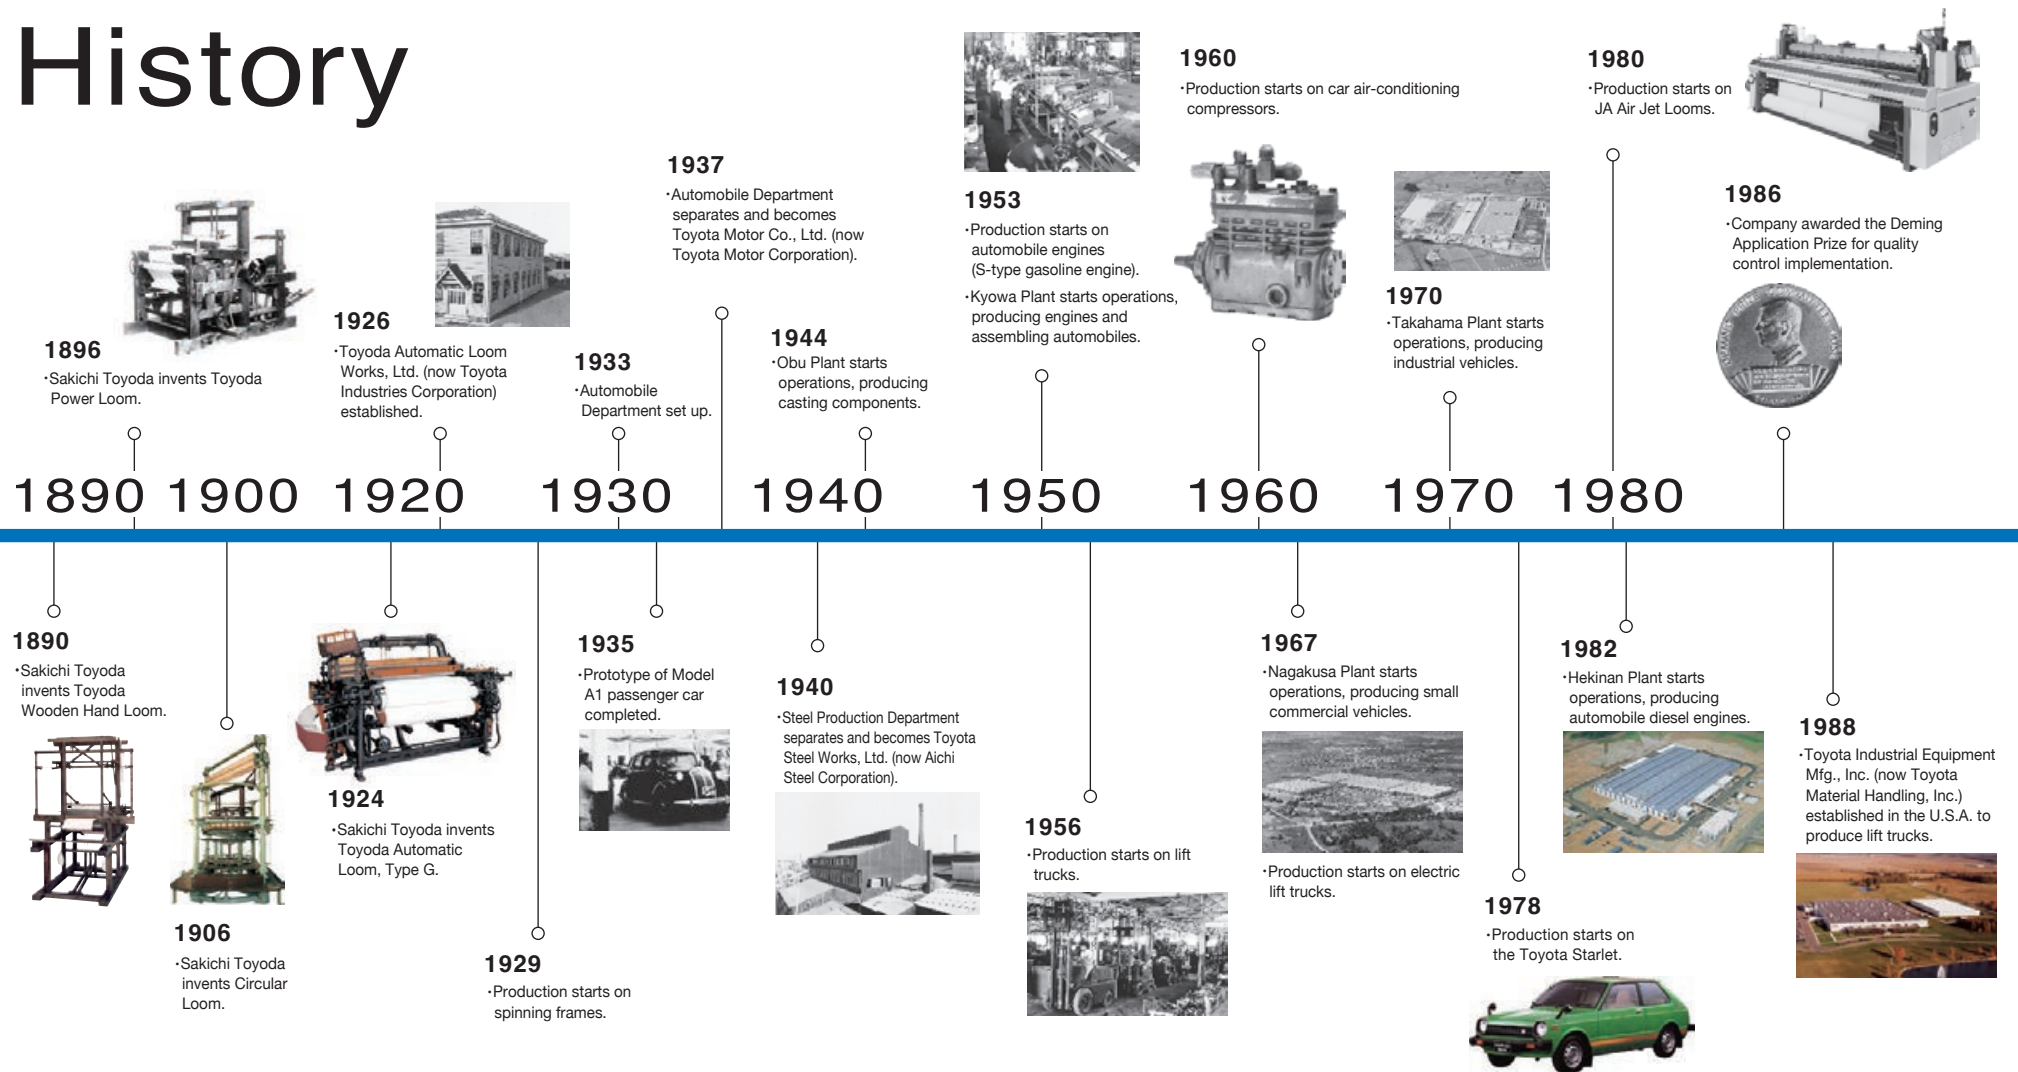 History
1896
・Sakichi Toyoda invents Toyoda
Power Loom.
1926
・Toyoda Automatic Loom
Works, Ltd. (now Toyota
Industries Corporation)
established.
1933
・Automobile
Department set up.
1937
・Automobile Department
separates and becomes
Toyota Motor Co., Ltd. (now
Toyota Motor Corporation).
1944
・Obu Plant starts
operations, producing
casting components.
1953
・Production starts on
automobile engines
(S-type gasoline engine).
・Kyowa Plant starts operations,
producing engines and
assembling automobiles.
1960
・Production starts on car air-conditioning
compressors.
1970
・Takahama Plant starts
operations, producing
industrial vehicles.
1980
・Production starts on
JA Air Jet Looms.
1986
・Company awarded the Deming
Application Prize for quality
control implementation.
1890 1900 1920 1930 1940 1950 1960 1970 1980
1890
・Sakichi Toyoda
invents Toyoda
Wooden Hand Loom.
1906
・Sakichi Toyoda
invents Circular
Loom.
1924
・Sakichi Toyoda invents
Toyoda Automatic
Loom, Type G.
1929
・Production starts on
spinning frames.
1935
・Prototype of Model
A1 passenger car
completed.
1940
・Steel Production Department
separates and becomes Toyota
Steel Works, Ltd. (now Aichi
Steel Corporation).
1956
・Production starts on lift
trucks.
1967
・Nagakusa Plant starts
operations, producing small
commercial vehicles.
・Production starts on electric
lift trucks.
1978
・Production starts on
the Toyota Starlet.
1982
・Hekinan Plant starts
operations, producing
automobile diesel engines.
1988
・Toyota Industrial Equipment
Mfg., Inc. (now Toyota
Material Handling, Inc.)
established in the U.S.A. to
produce lift trucks.